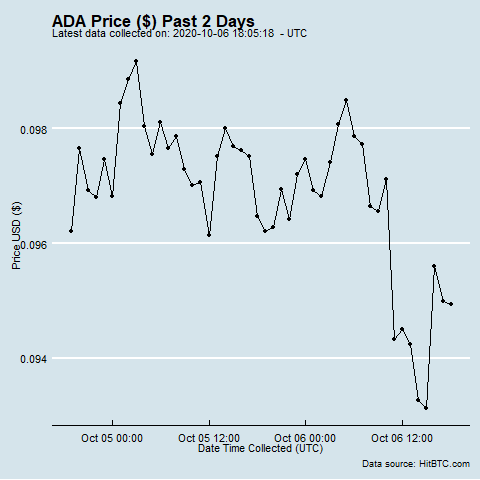 ADA Price ($) Past 2 Days
Latest data collected on: 2020-10-06 18:05:18 - UTC
0.098
0.096
0.094
Price USD ($)
Oct 05 00:00
Oct 05 12:00
Oct 06 00:00
Oct 06 12:00
Date Time Collected (UTC)
Data source: HitBTC.com